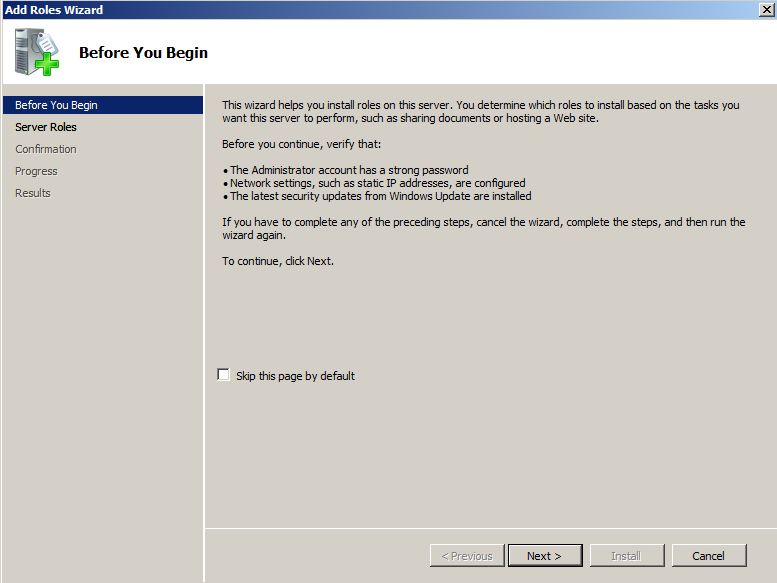 Add Roles Wizard
Before You Begin
Before You Begin
Server Roles
Confirmation
Progress
Results
This wizard helps you install roles on this server. You determine which roles to install based on the tasks you
want this server to perform, such as sharing documents or hosting a Web site.
Before you continue, verify that:
• The Administrator account has a strong password
• Network settings, such as static IP addresses, are configured
• The latest security updates from Windows Update are installed
If you have to complete any of the preceding steps, cancel the wizard, complete the steps, and then run the
wizard again.
To continue, click Next.
Skip this page by default
< Previous Next > Install Cancel